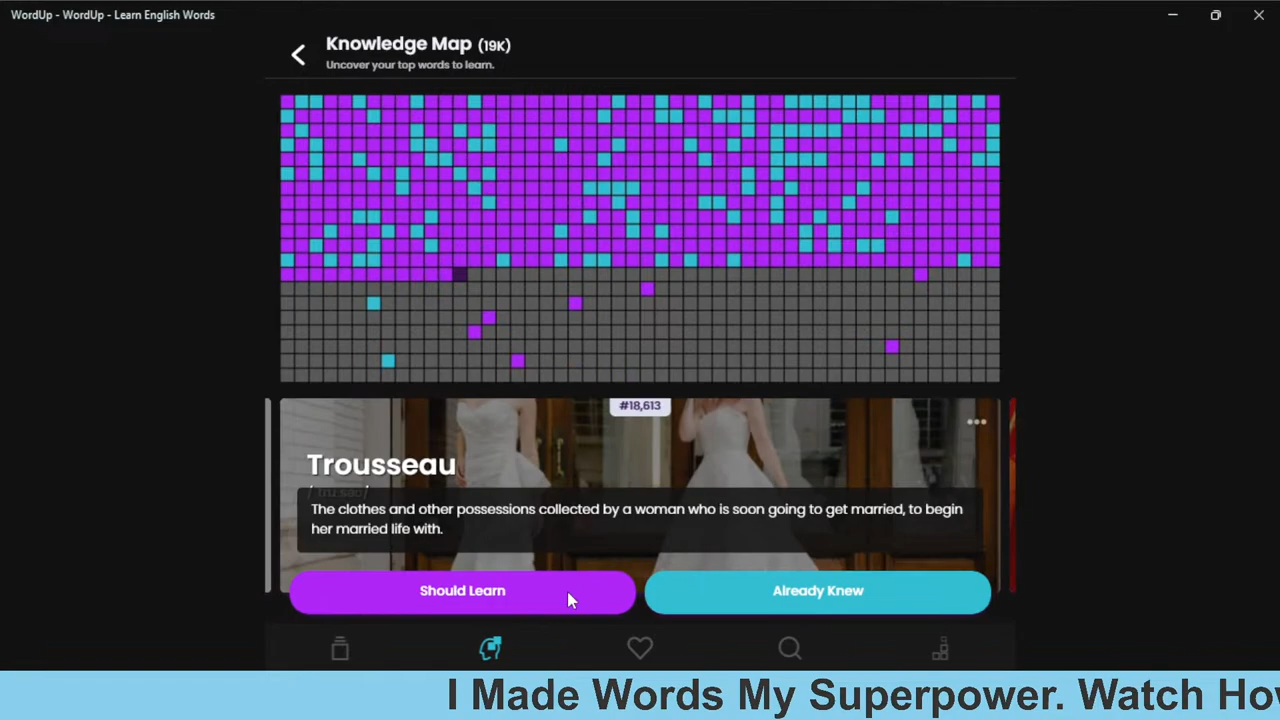 WordUp - WordUp - Learn English Words
Knowledge Map (19K)
Uncover your top words to learn.
#18,613
Trousseau
The clothes and other possessions collected by a woman who is soon going to get married, to begin
her married life with.
Should Learn
Already Knew
I Made Words My Superpower. Watch How